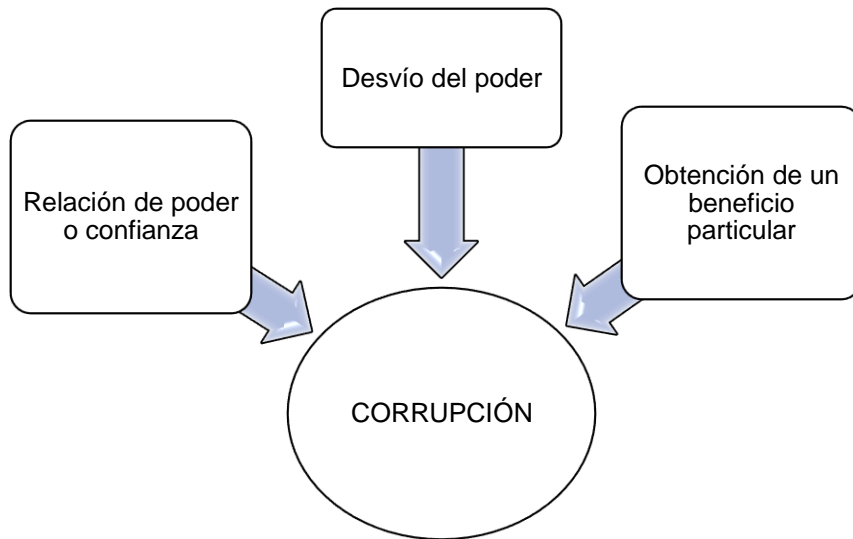 Desvío del poder
Relación de poder
o confianza
Obtención de un
beneficio
particular
CORRUPCIÓN